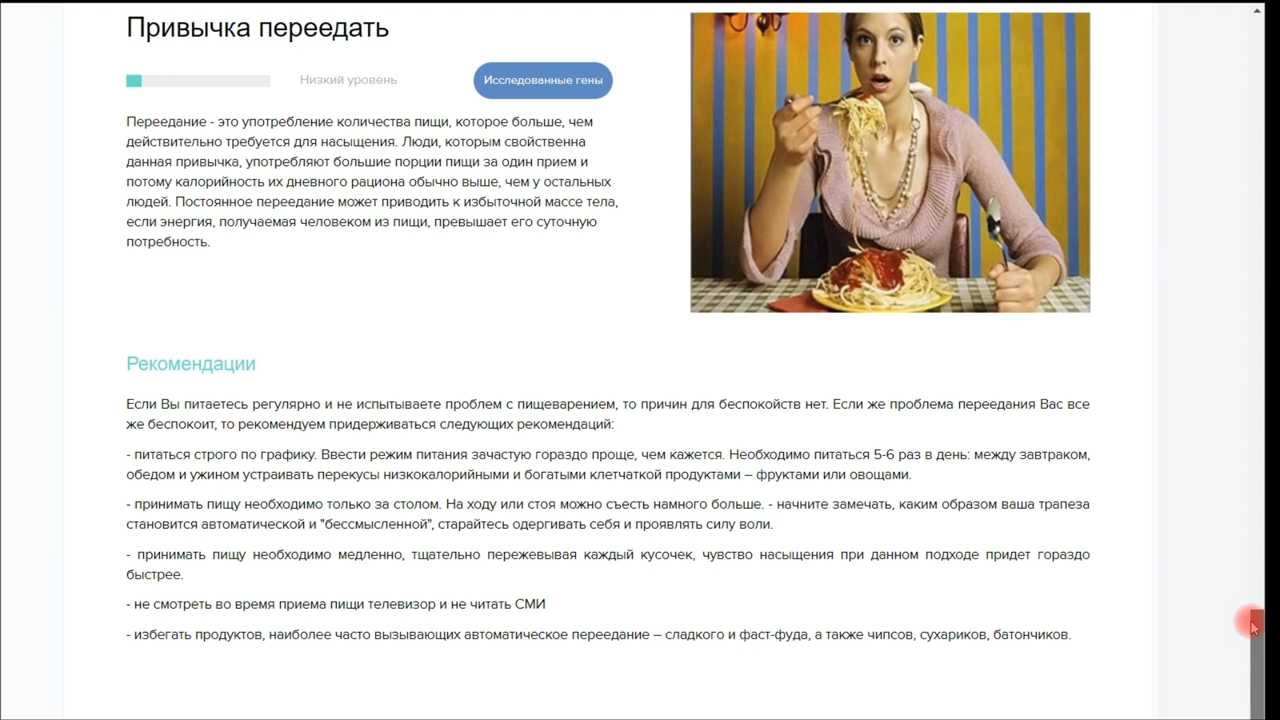 Привычка переедать
Низкий уровень
Исследованные гены
Переедание - это употребление количества пищи, которое больше, чем
действительно требуется для насыщения. Люди, которым свойственна
данная привычка, употребляют большие порции пищи за один прием и
потому калорийность их дневного рациона обычно выше, чем у остальных
людей. Постоянное переедание может приводить к избыточной массе тела,
если энергия, получаемая человеком из пищи, превышает его суточную
потребность.
Рекомендации
Если Вы питаетесь регулярно и не испытываете проблем с пищеварением, то причин для беспокойств нет. Если же проблема переедания Вас все
же беспокоит, то рекомендуем придерживаться следующих рекомендаций:
- питаться строго по графику. Ввести режим питания зачастую гораздо проще, чем кажется. Необходимо питаться 5-6 раз в день: между завтраком,
обедом и ужином устраивать перекусы низкокалорийными и богатыми клетчаткой продуктами – фруктами или овощами.
- принимать пищу необходимо только за столом. На ходу или стоя можно съесть намного больше. - начните замечать, каким образом ваша трапеза
становится автоматической и "бессмысленной", старайтесь одергивать себя и проявлять силу воли.
- принимать пищу необходимо медленно, тщательно пережевывая каждый кусочек, чувство насыщения при данном подходе придет гораздо
быстрее.
- не смотреть во время приема пищи телевизор и не читать СМИ
- избегать продуктов, наиболее часто вызывающих автоматическое переедание – сладкого и фаст-фуда, а также чипсов, сухариков, батончиков.